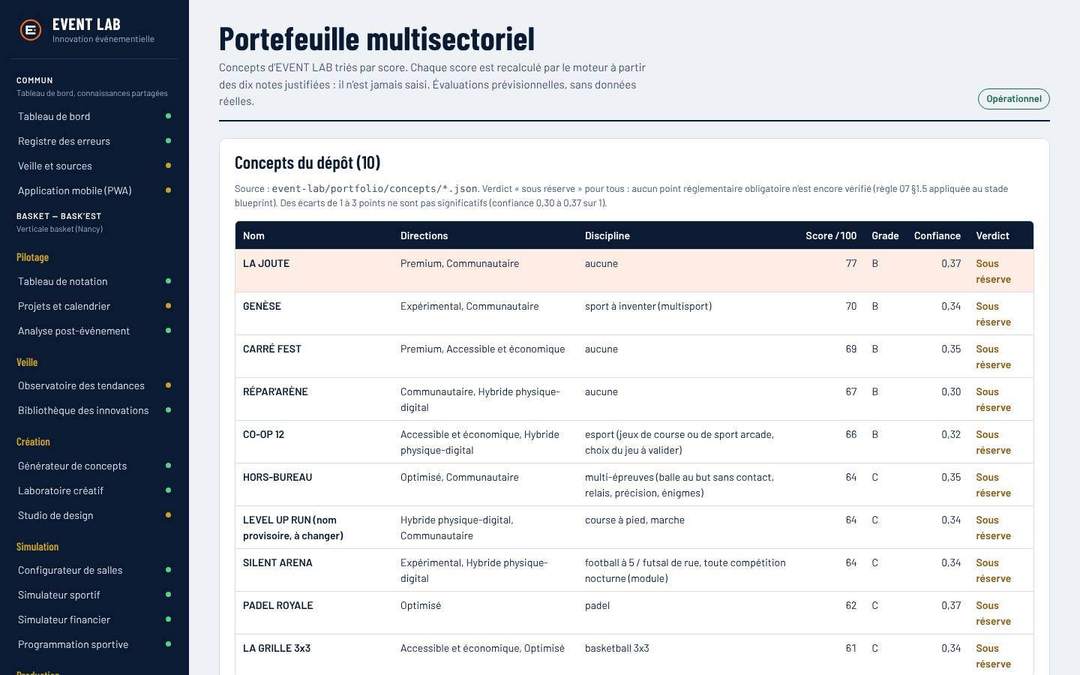 EVENT LAB
Innovation événementielle
COMMUN
Tableau de bord, connaissances partagées
Tableau de bord
Registre des erreurs
Veille et sources
Application mobile (PWA)
BASKET — BASK'EST
Verticale basket (Nancy)
Pilotage
Tableau de notation
Projets et calendrier
Analyse post-événement
Veille
Observatoire des tendances
Bibliothèque des innovations
Création
Générateur de concepts
Laboratoire créatif
Studio de design
Simulation
Configurateur de salles
Simulateur sportif
Simulateur financier
Programmation sportive
Production
Portefeuille multisectoriel
Concepts d'EVENT LAB triés par score. Chaque score est recalculé par le moteur à partir
des dix notes justifiées : il n'est jamais saisi. Évaluations prévisionnelles, sans données
réelles.
Opérationnel
Concepts du dépôt (10)
Source : event-lab/portfolio/concepts/*.json. Verdict « sous réserve » pour tous : aucun point réglementaire obligatoire n'est encore vérifié (règle 07 §1.5 appliquée au stade
blueprint). Des écarts de 1 à 3 points ne sont pas significatifs (confiance 0,30 à 0,37 sur 1).
Nom Directions Discipline Score /100 Grade Confiance Verdict
LA JOUTE Premium, Communautaire aucune 77 B 0,37 Sous
réserve
GENÈSE Expérimental, Communautaire sport à inventer (multisport) 70 B 0,34 Sous
réserve
CARRÉ FEST Premium, Accessible et économique aucune 69 B 0,35 Sous
réserve
RÉPAR'ARÈNE Communautaire, Hybride physique- aucune 67 B 0,30 Sous
digital réserve
CO-OP 12 Accessible et économique, Hybride esport (jeux de course ou de sport arcade, 66 B 0,32 Sous
physique-digital choix du jeu à valider) réserve
HORS-BUREAU Optimisé, Communautaire multi-épreuves (balle au but sans contact, 64 C 0,35 Sous
relais, précision, énigmes) réserve
LEVEL UP RUN (nom Hybride physique-digital, course à pied, marche 64 C 0,34 Sous
provisoire, à changer) Communautaire réserve
SILENT ARENA Expérimental, Hybride physique- football à 5 / futsal de rue, toute compétition 64 C 0,34 Sous
digital nocturne (module) réserve
PADEL ROYALE Optimisé padel 62 C 0,37 Sous
réserve
LA GRILLE 3x3 Accessible et économique, Optimisé basketball 3x3 61 C 0,34 Sous
réserve